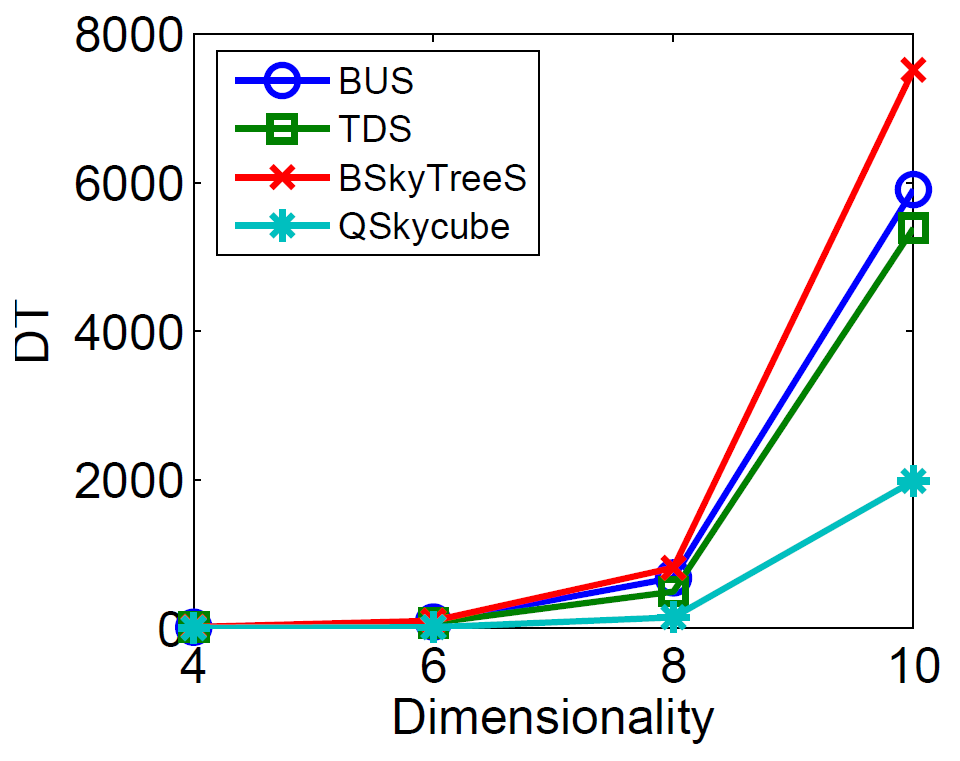 8000
6000
4000
2000
0
DT
BUS
TDS
BSkyTreeS
QSkycube
4 6 8 10
Dimensionality